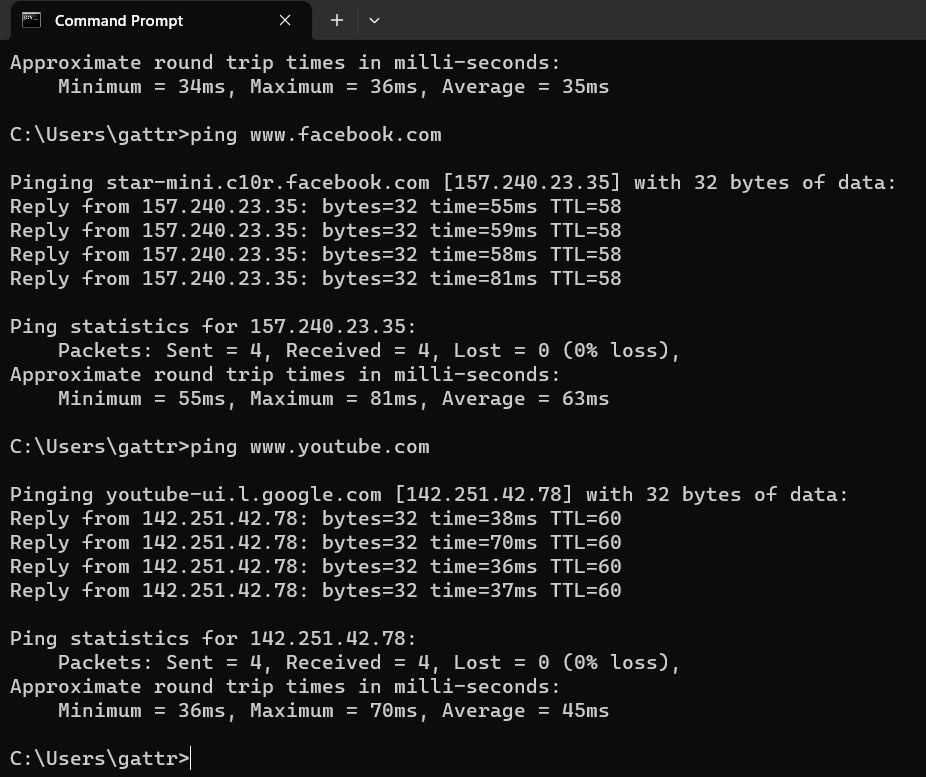 Command Prompt
Approximate round trip times in milli-seconds:
    Minimum = 34ms, Maximum = 36ms, Average = 35ms

C:\Users\gattr>ping www.facebook.com

Pinging star-mini.c10r.facebook.com [157.240.23.35] with 32 bytes of data:
Reply from 157.240.23.35: bytes=32 time=55ms TTL=58
Reply from 157.240.23.35: bytes=32 time=59ms TTL=58
Reply from 157.240.23.35: bytes=32 time=58ms TTL=58
Reply from 157.240.23.35: bytes=32 time=81ms TTL=58

Ping statistics for 157.240.23.35:
    Packets: Sent = 4, Received = 4, Lost = 0 (0% loss),
Approximate round trip times in milli-seconds:
    Minimum = 55ms, Maximum = 81ms, Average = 63ms

C:\Users\gattr>ping www.youtube.com

Pinging youtube-ui.l.google.com [142.251.42.78] with 32 bytes of data:
Reply from 142.251.42.78: bytes=32 time=38ms TTL=60
Reply from 142.251.42.78: bytes=32 time=70ms TTL=60
Reply from 142.251.42.78: bytes=32 time=36ms TTL=60
Reply from 142.251.42.78: bytes=32 time=37ms TTL=60

Ping statistics for 142.251.42.78:
    Packets: Sent = 4, Received = 4, Lost = 0 (0% loss),
Approximate round trip times in milli-seconds:
    Minimum = 36ms, Maximum = 70ms, Average = 45ms

C:\Users\gattr>